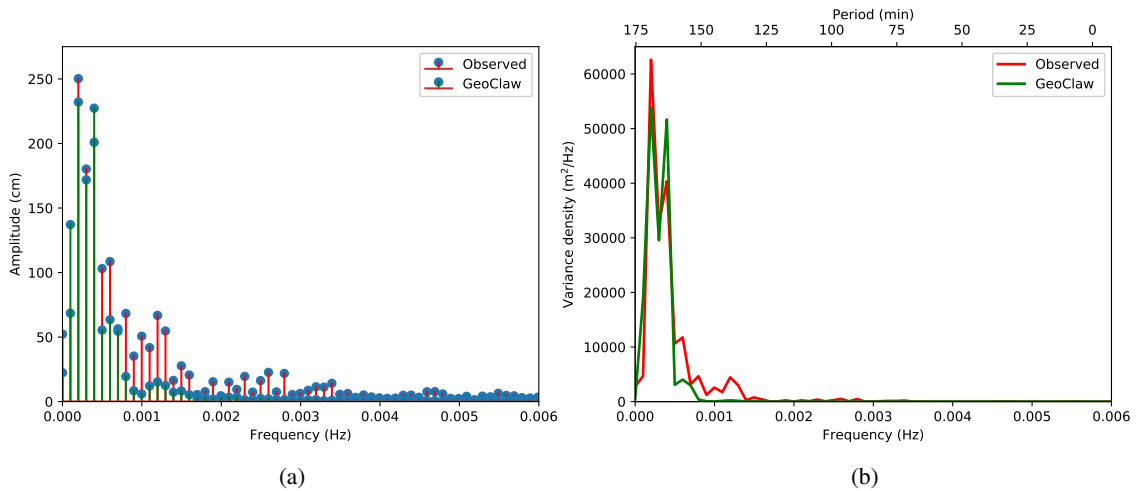 Observed
GeoClaw
250
200
150
100
50
0
Amplitude (cm)
0.000 0.001 0.002 0.003 0.004 0.005 0.006
Frequency (Hz)
(a)
Period (min)
175 150 125 100 75 50 25 0
Observed
GeoClaw
60000
50000
40000
30000
20000
10000
0
Variance density (m²/Hz)
0.000 0.001 0.002 0.003 0.004 0.005 0.006
Frequency (Hz)
(b)